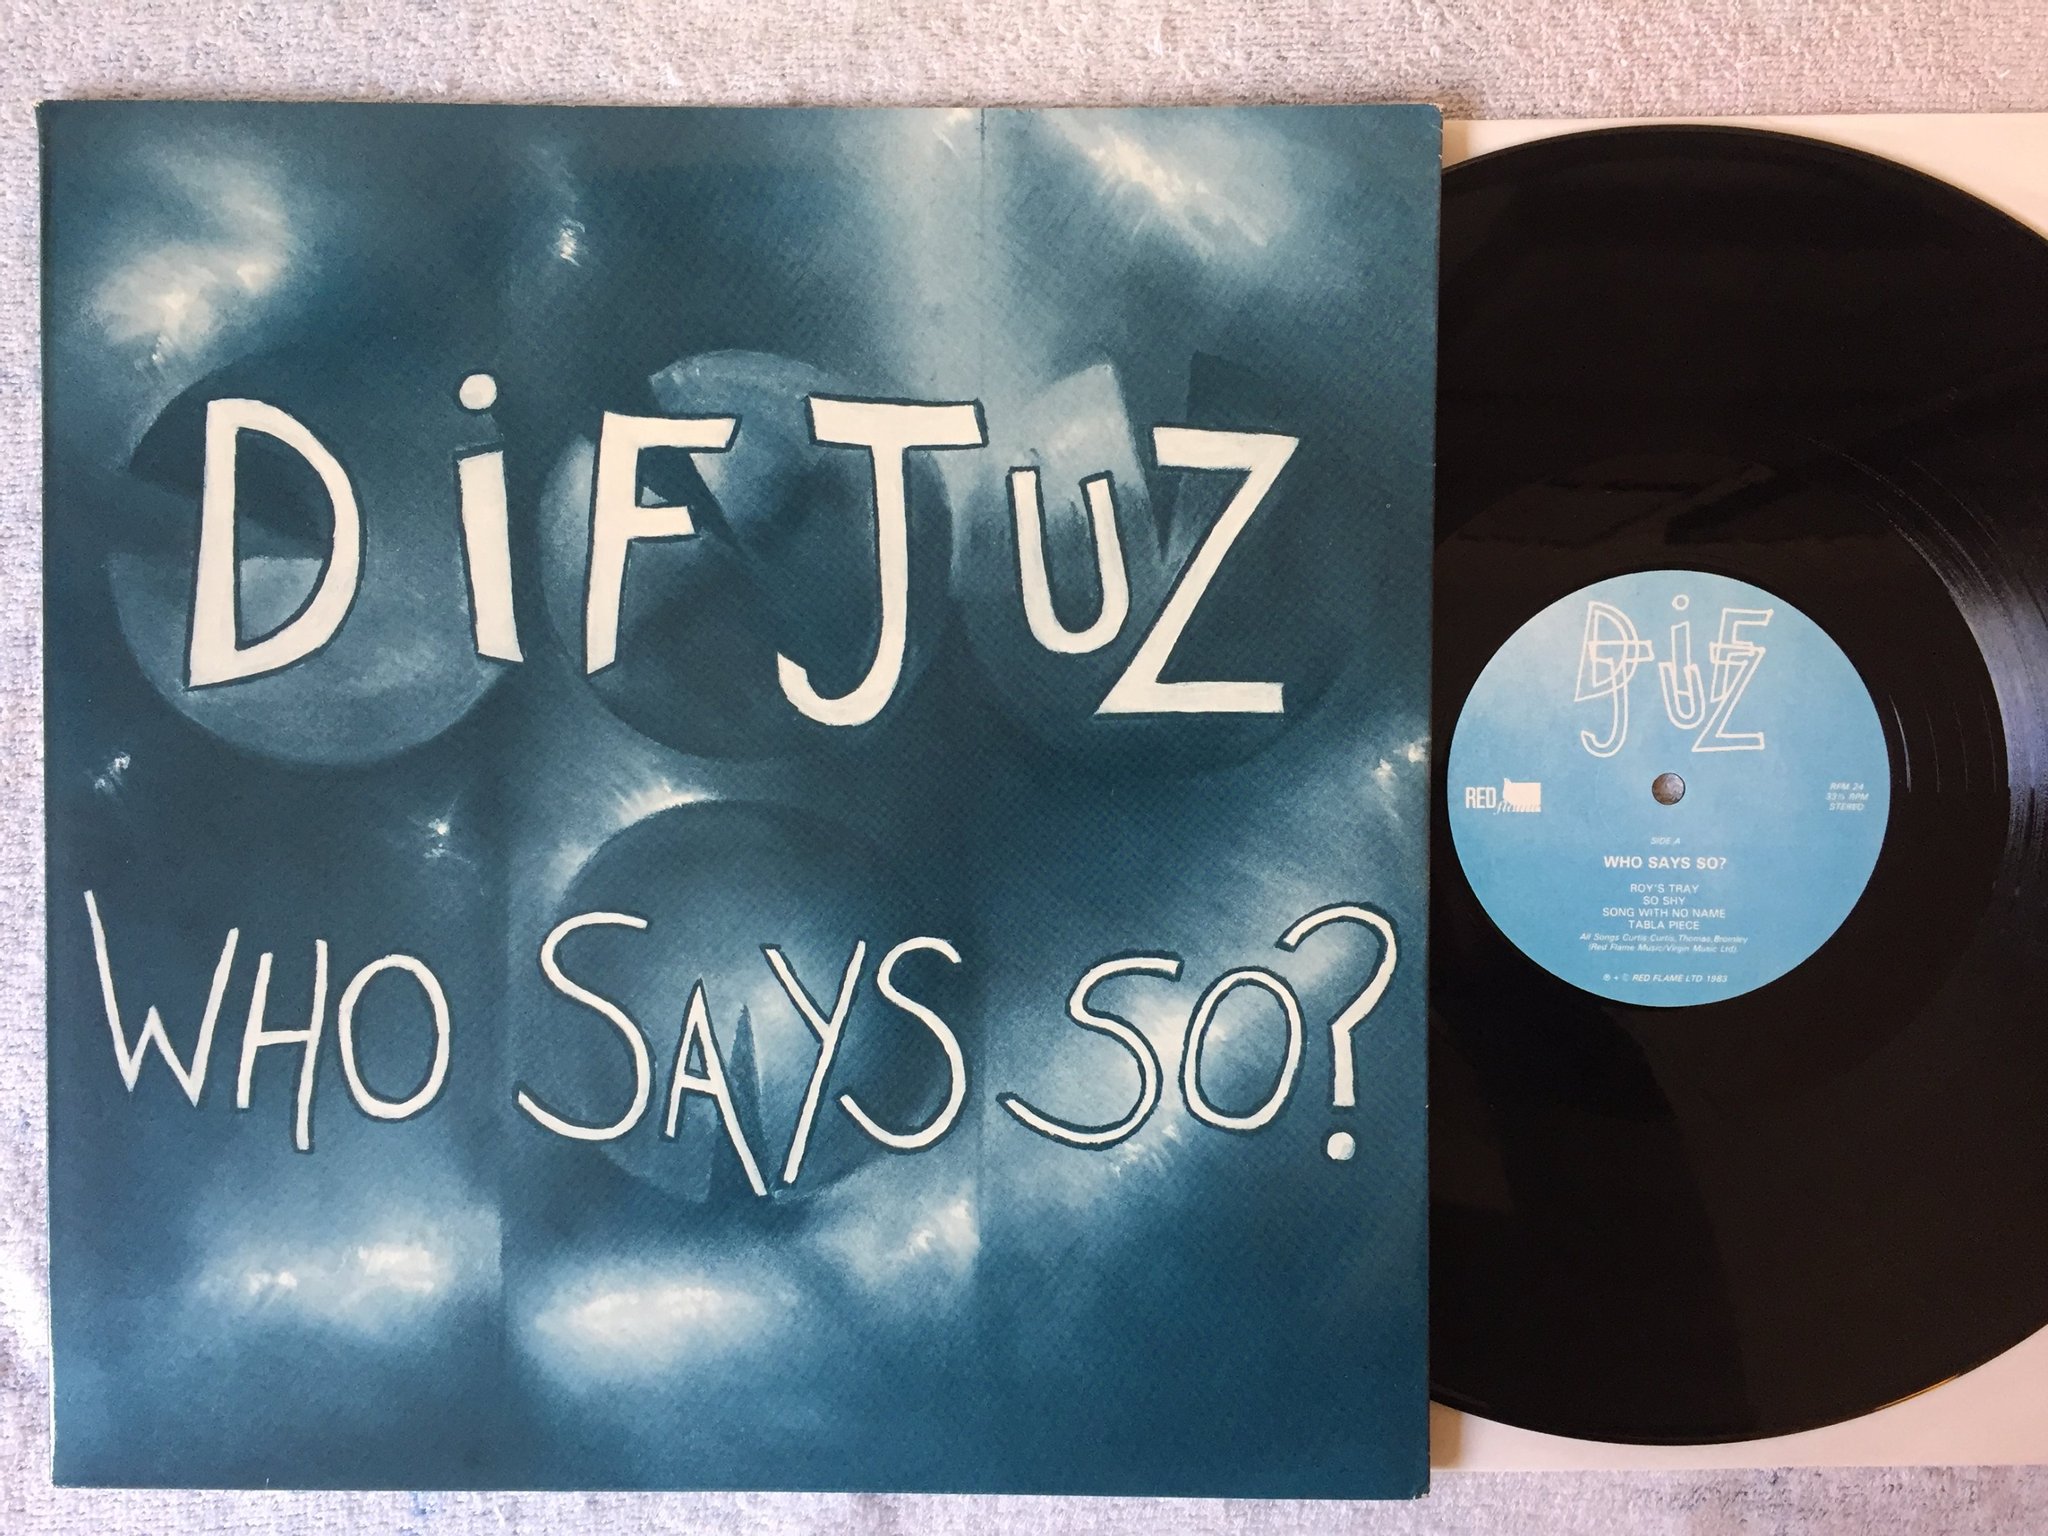 DiF JuZ
WHO SAYS SO?
DiF
JuZ
RED flame
RFM 24
33⅓ RPM
STEREO
SIDE A
WHO SAYS SO?
ROY'S TRAY
SO SHY
SONG WITH NO NAME
TABLA PIECE
All Songs Curtis, Curtis, Thomas, Bromley
(Red Flame Music/Virgin Music Ltd).
℗ + © RED FLAME LTD 1983